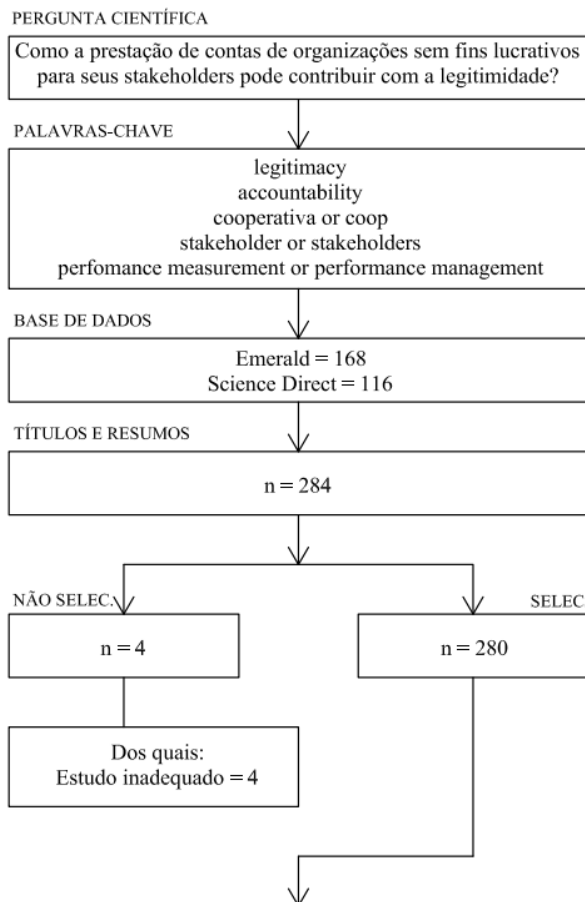 PERGUNTA CIENTÍFICA
Como a prestação de contas de organizações sem fins lucrativos
para seus stakeholders pode contribuir com a legitimidade?
PALAVRAS-CHAVE
legitimacy
accountability
cooperativa or coop
stakeholder or stakeholders
perfomance measurement or performance management
BASE DE DADOS
Emerald = 168
Science Direct = 116
TÍTULOS E RESUMOS
n = 284
NÃO SELEC.
SELEC.
n = 4
n = 280
Dos quais:
Estudo inadequado = 4